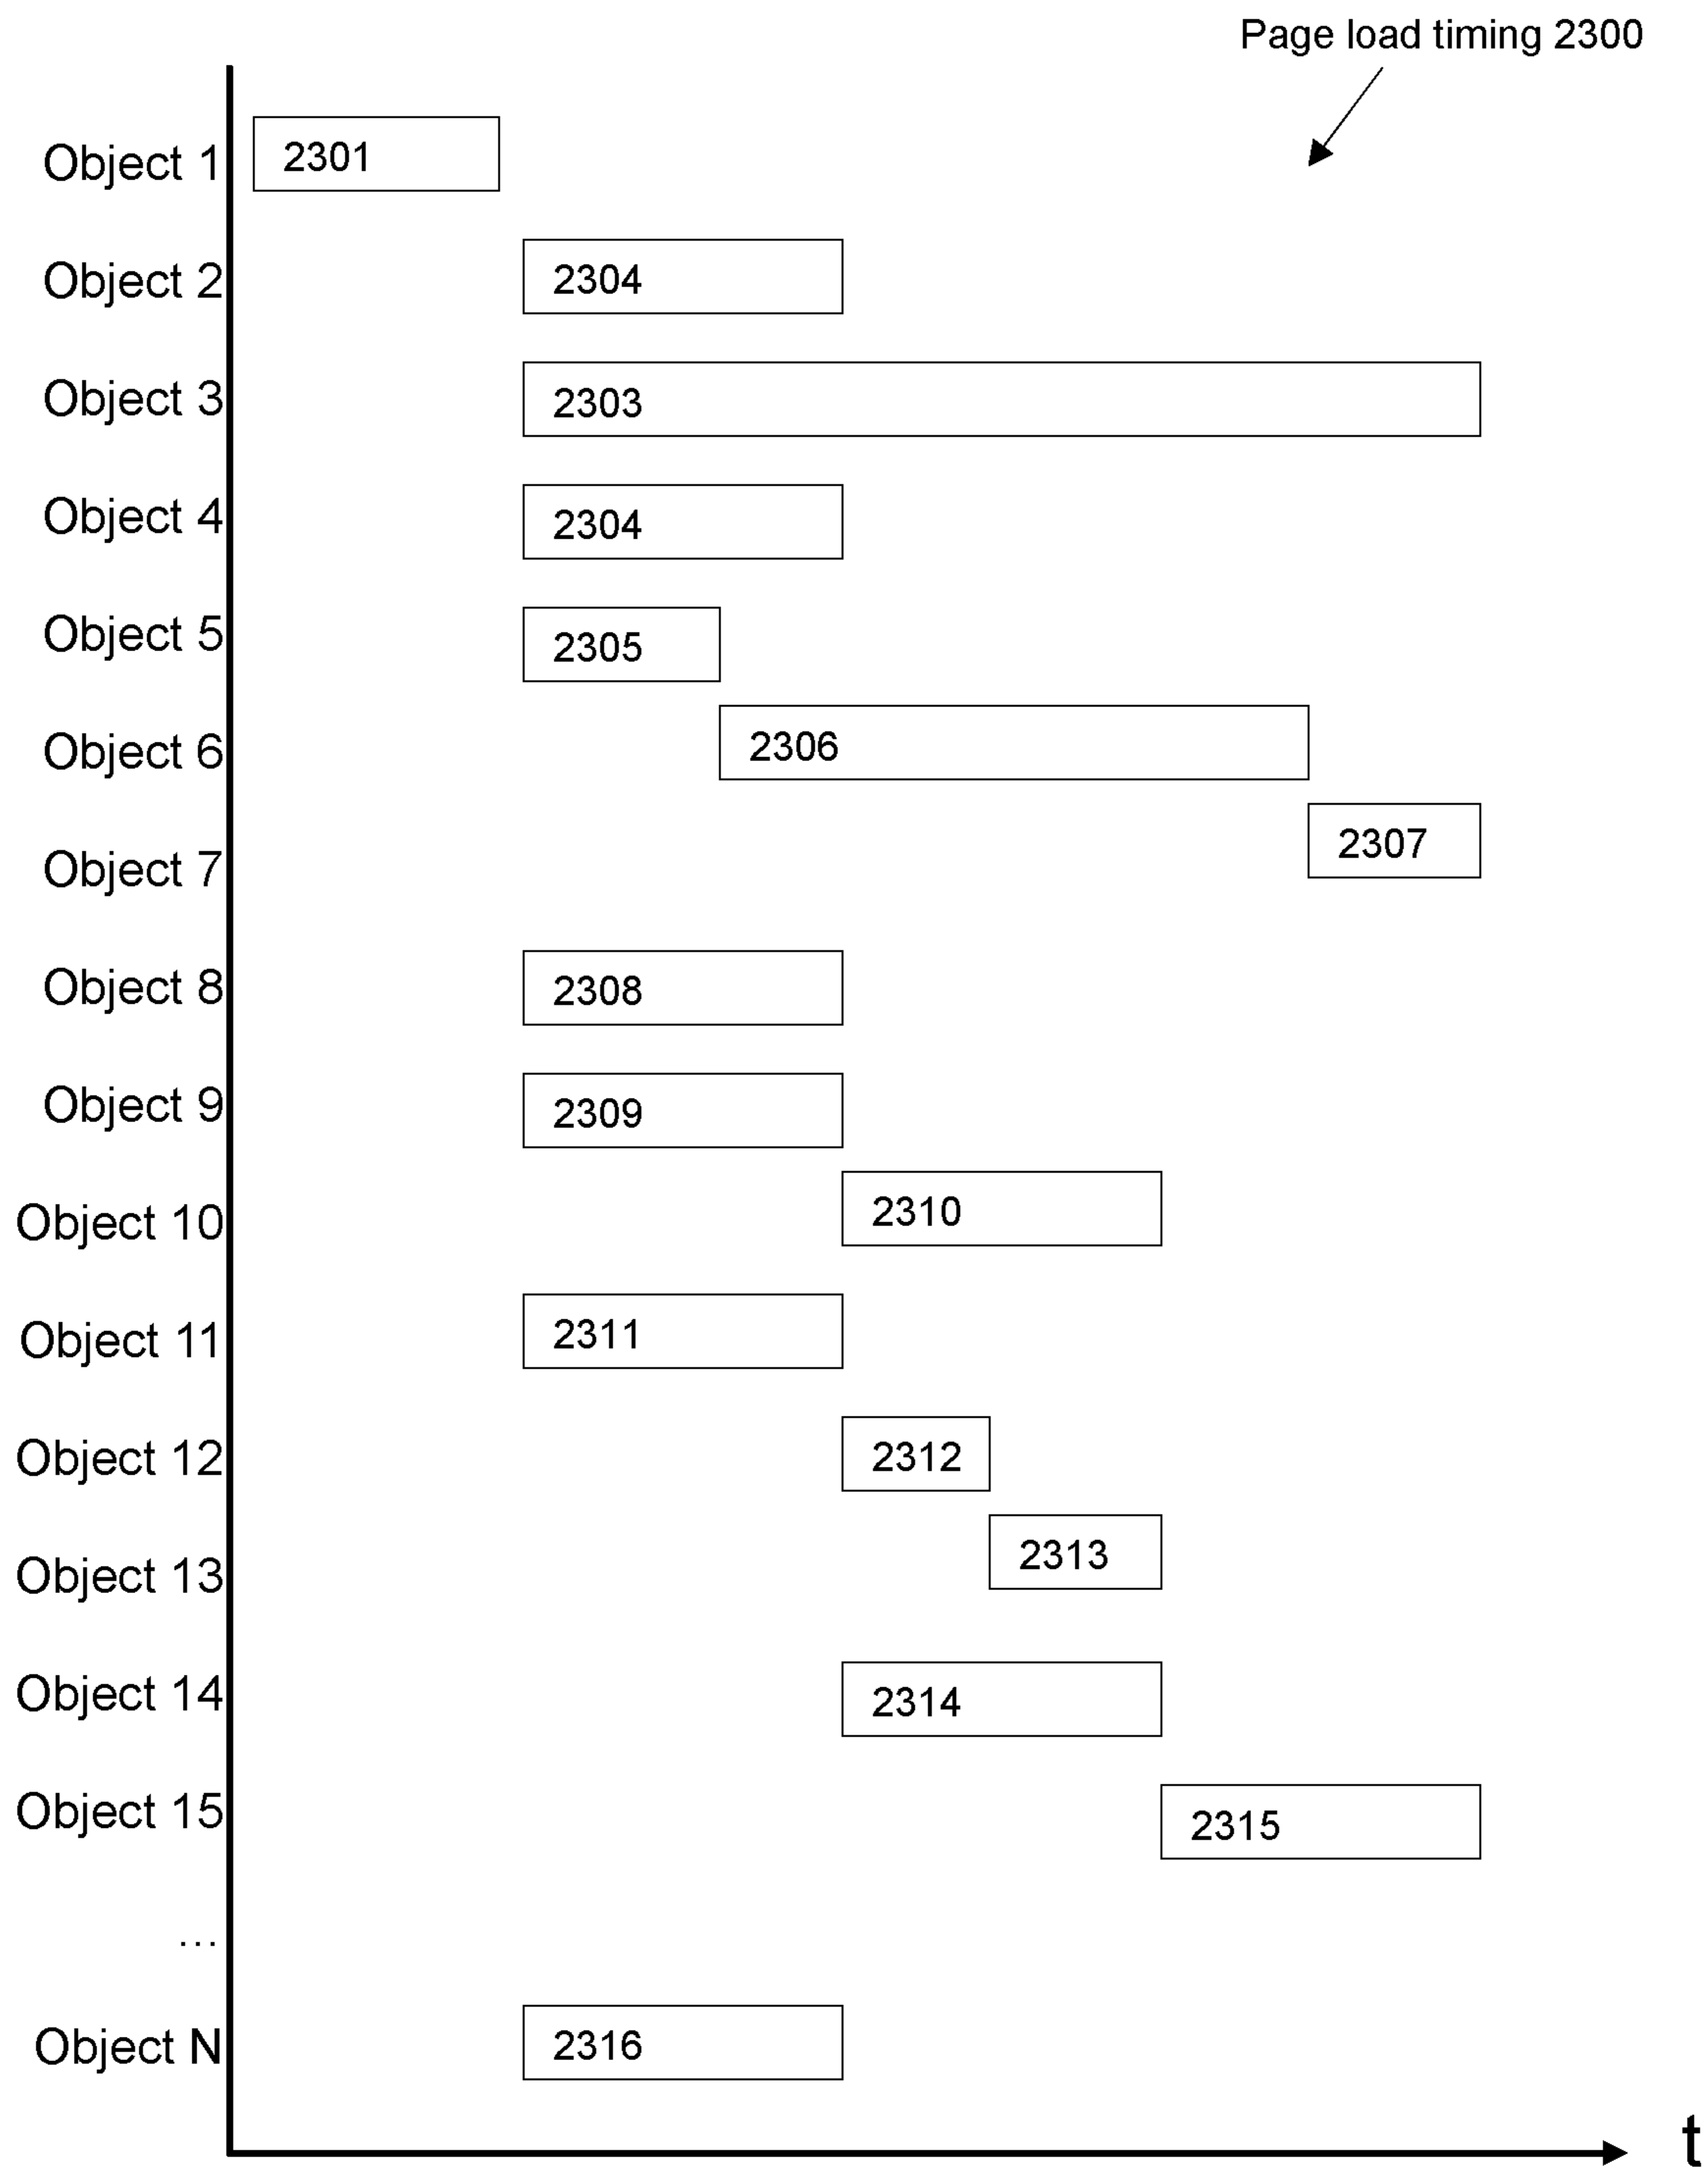 Page load timing 2300
Object 1 2301
Object 2 2304
Object 3 2303
Object 4 2304
Object 5 2305
Object 6 2306
Object 7 2307
Object 8 2308
Object 9 2309
Object 10 2310
Object 11 2311
Object 12 2312
Object 13 2313
Object 14 2314
Object 15 2315
...
Object N 2316
t